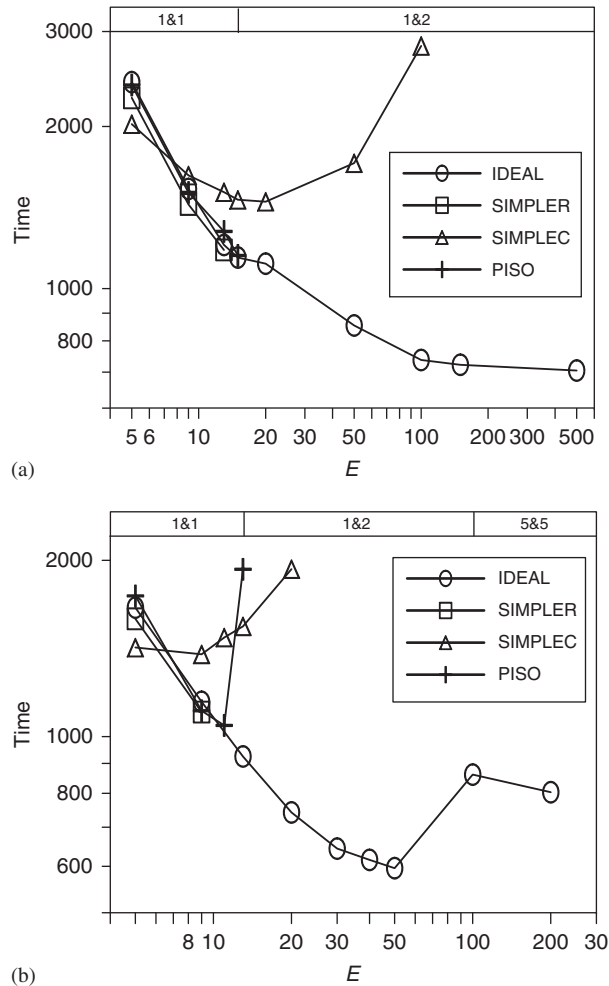 1&1 1&2
3000
2000
1000
800
Time
IDEAL
SIMPLER
SIMPLEC
PISO
5 6 10 20 30 50 100 200 300 500
E
(a)
1&1 1&2 5&5
2000
1000
800
600
Time
IDEAL
SIMPLER
SIMPLEC
PISO
8 10 20 30 50 100 200 30
E
(b)